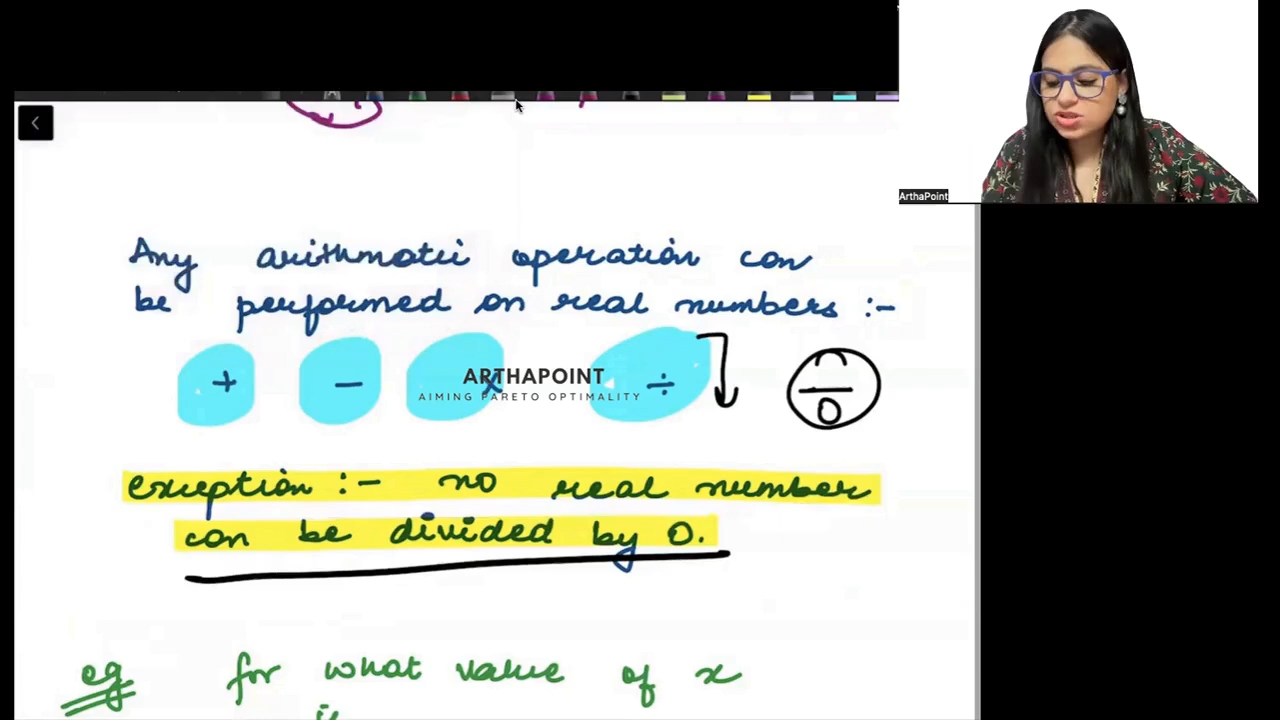 ArthaPoint
Any arithmatic operation can
be performed on real numbers :-
+ - x ÷ n/0
ARTHAPOINT
AIMING PARETO OPTIMALITY
exception :- no real number
can be divided by 0.
eg for what value of x